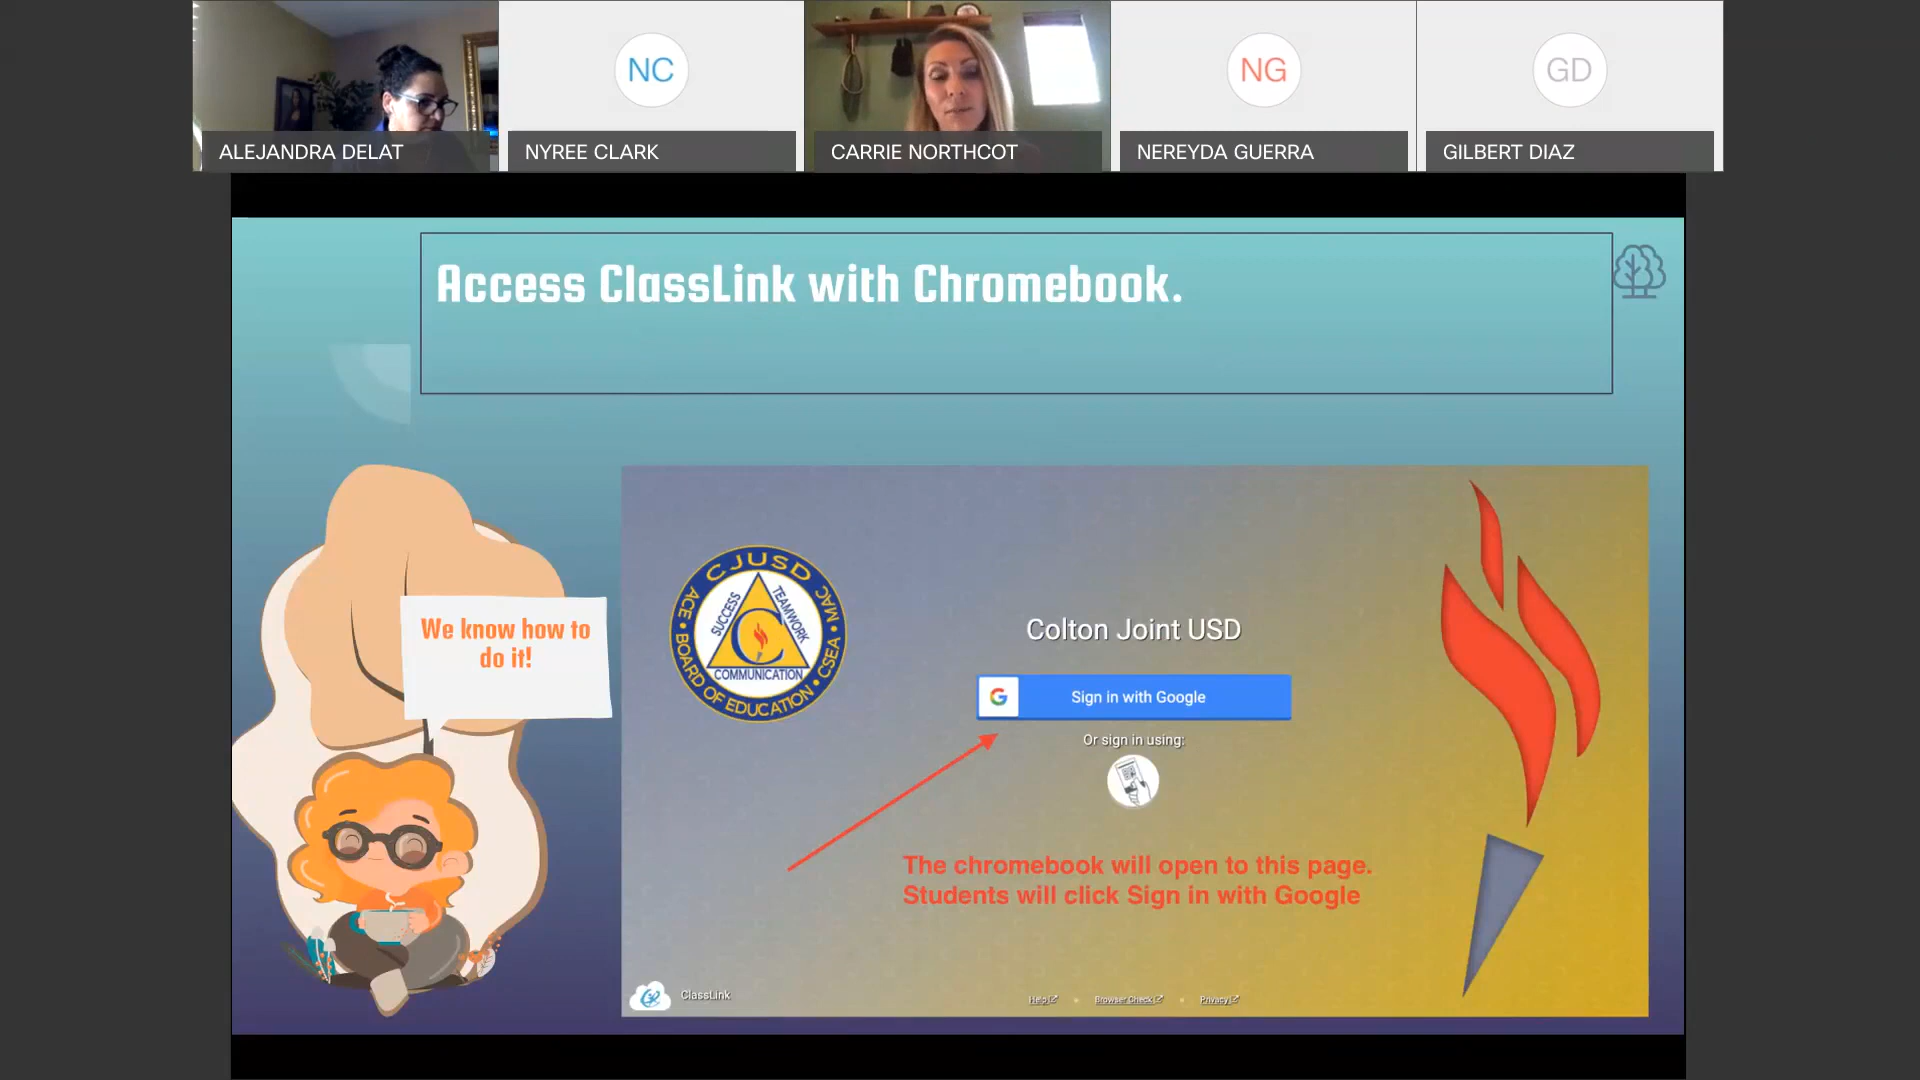 ALEJANDRA DELAT
NC
NYREE CLARK
CARRIE NORTHCOT
NG
NEREYDA GUERRA
GD
GILBERT DIAZ
Access ClassLink with Chromebook.
We know how to
do it!
CJUSD
ACE • BOARD OF EDUCATION • CSEA • MAC
SUCCESS
TEAMWORK
C
COMMUNICATION
Colton Joint USD
G
Sign in with Google
Or sign in using:
The chromebook will open to this page.
Students will click Sign in with Google
ClassLink
Help
Browser Check
Privacy